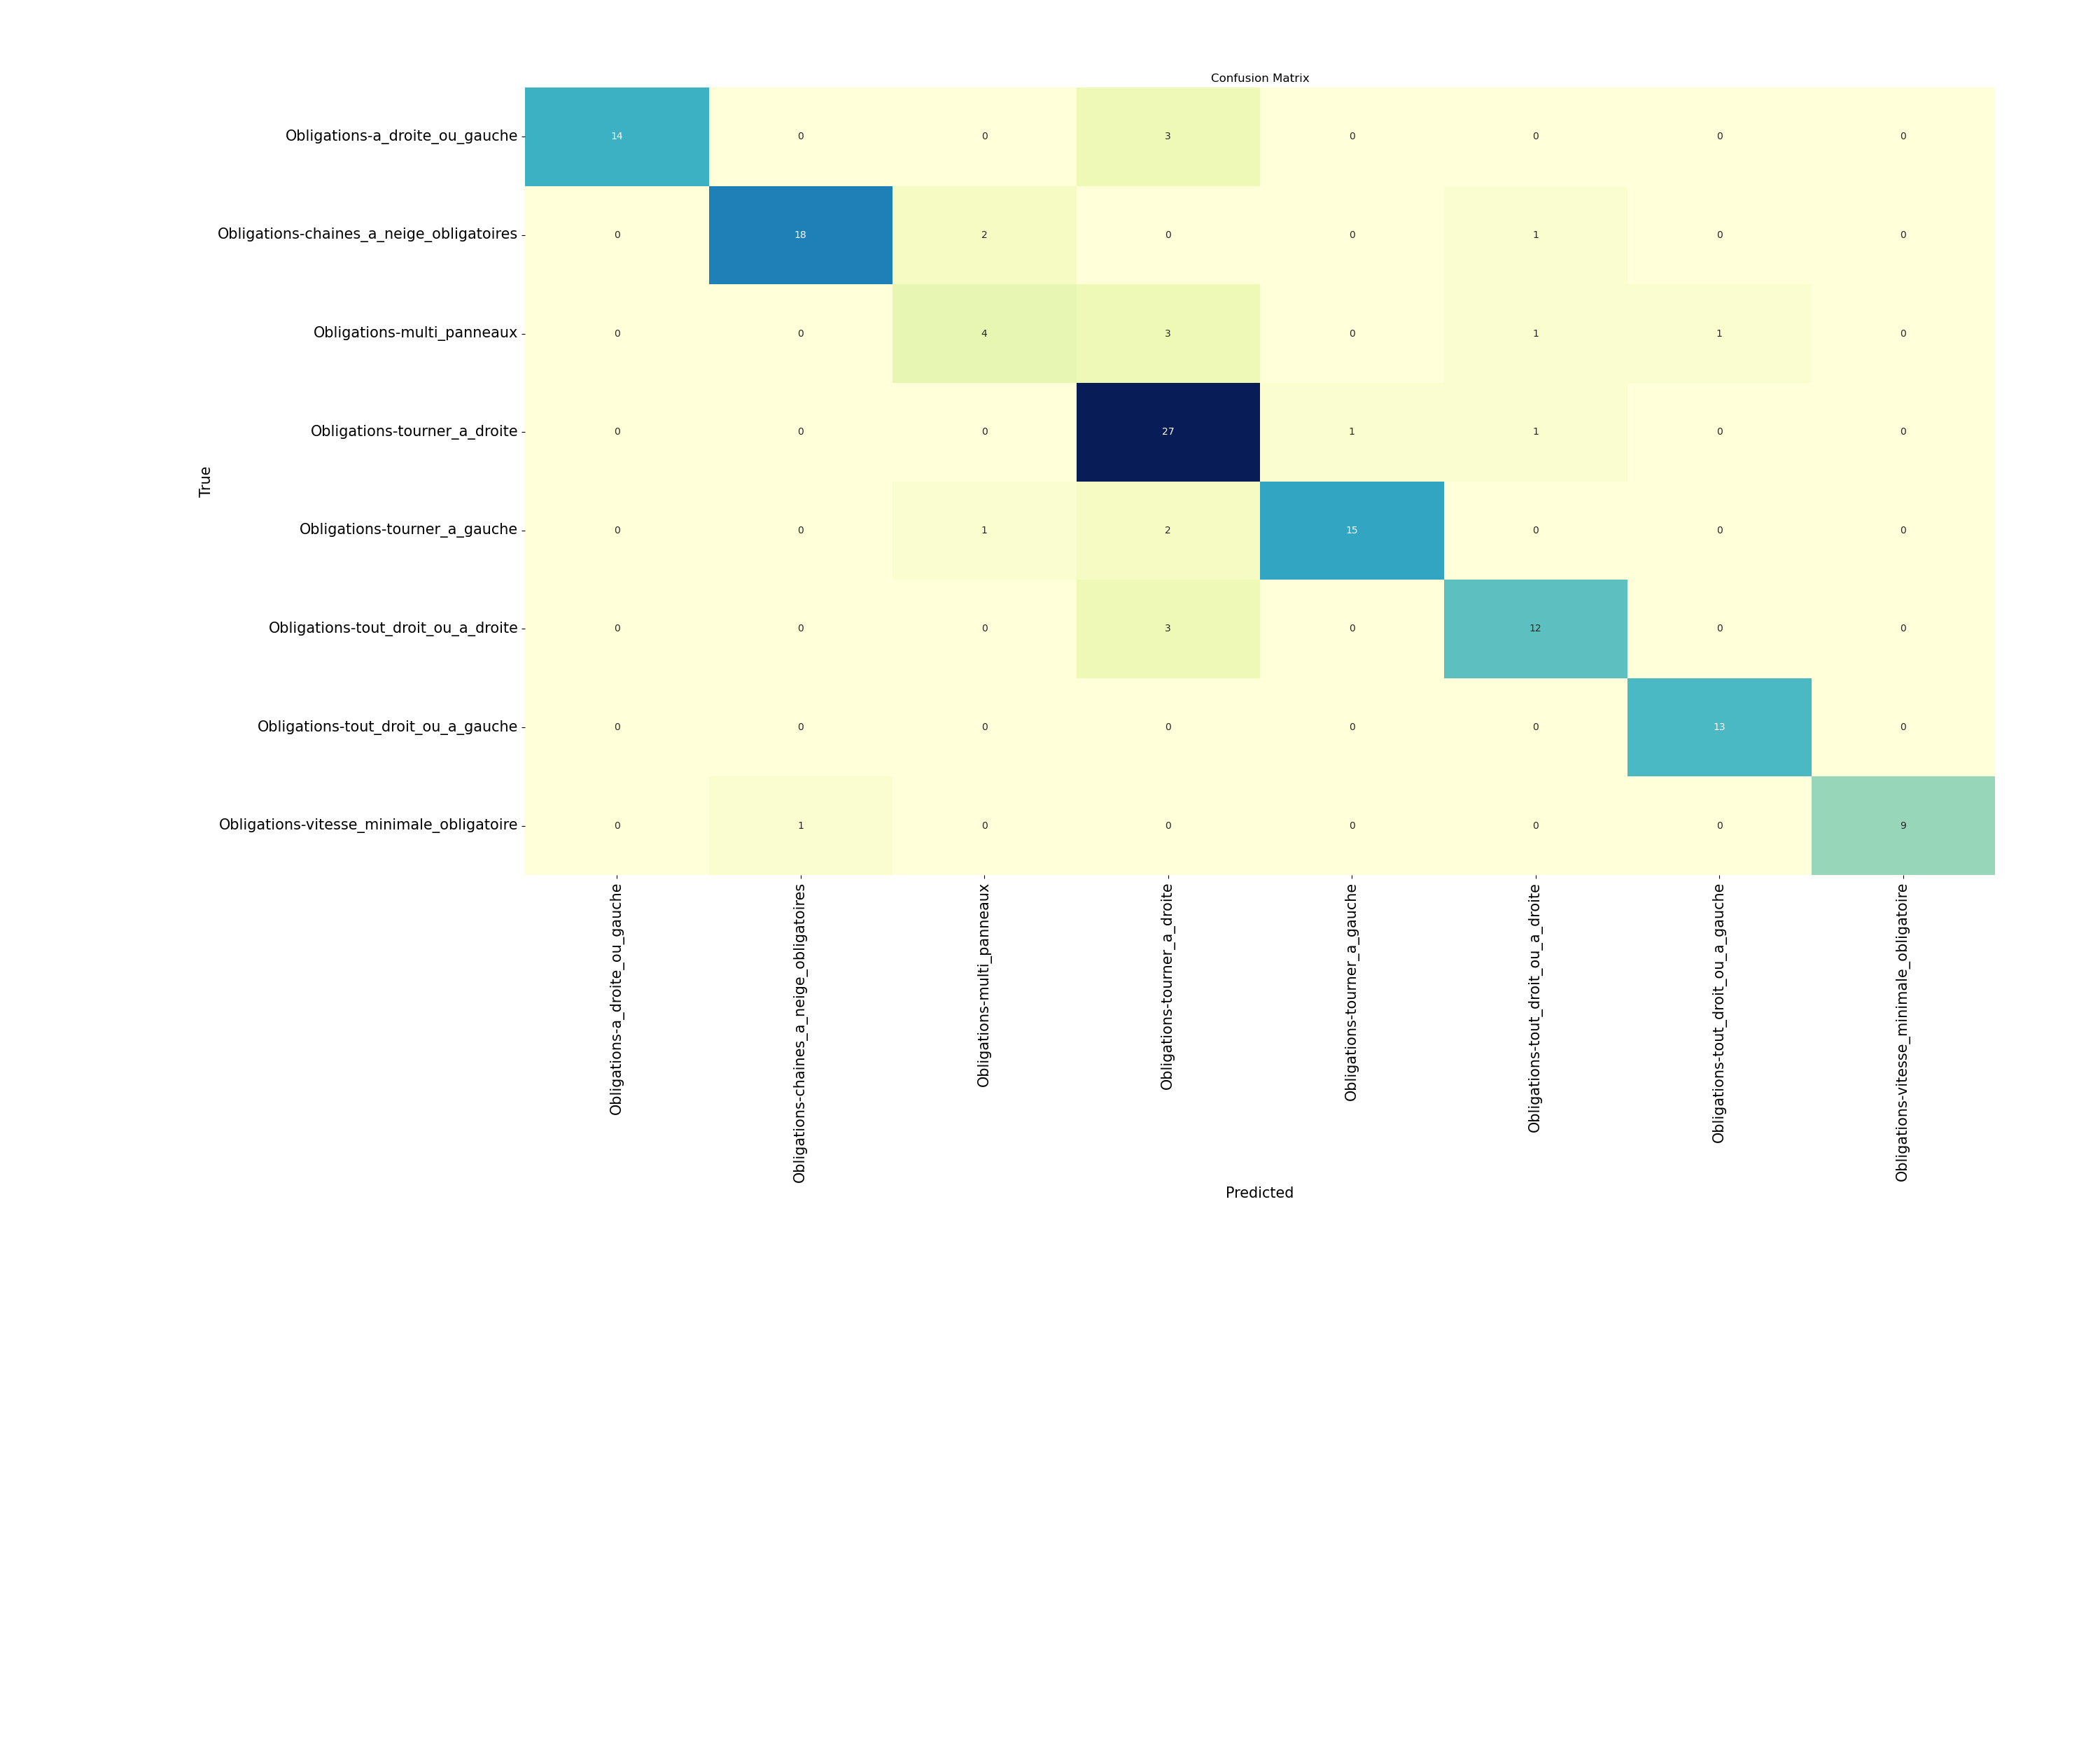 Confusion Matrix
Obligations-a_droite_ou_gauche 14 0 0 3 0 0 0 0
Obligations-chaines_a_neige_obligatoires 0 18 2 0 0 1 0 0
Obligations-multi_panneaux 0 0 4 3 0 1 1 0
Obligations-tourner_a_droite 0 0 0 27 1 1 0 0
True
Obligations-tourner_a_gauche 0 0 1 2 15 0 0 0
Obligations-tout_droit_ou_a_droite 0 0 0 3 0 12 0 0
Obligations-tout_droit_ou_a_gauche 0 0 0 0 0 0 13 0
Obligations-vitesse_minimale_obligatoire 0 1 0 0 0 0 0 9
Obligations-a_droite_ou_gauche
Obligations-chaines_a_neige_obligatoires
Obligations-multi_panneaux
Obligations-tourner_a_droite
Obligations-tourner_a_gauche
Obligations-tout_droit_ou_a_droite
Obligations-tout_droit_ou_a_gauche
Obligations-vitesse_minimale_obligatoire
Predicted